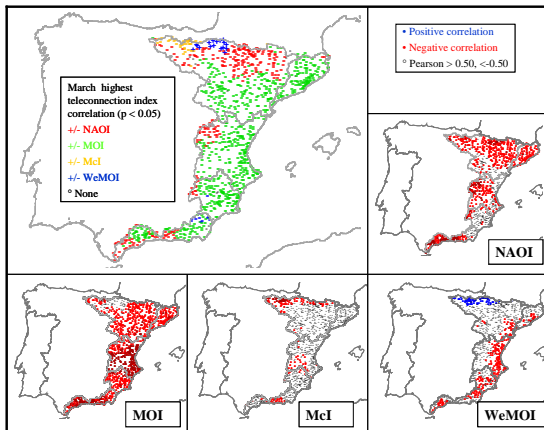 March highest
teleconnection index
correlation (p < 0.05)
+/- NAOI
+/- MOI
+/- McI
+/- WeMOI
° None
• Positive correlation
• Negative correlation
° Pearson > 0.50, <-0.50
NAOI
MOI
McI
WeMOI